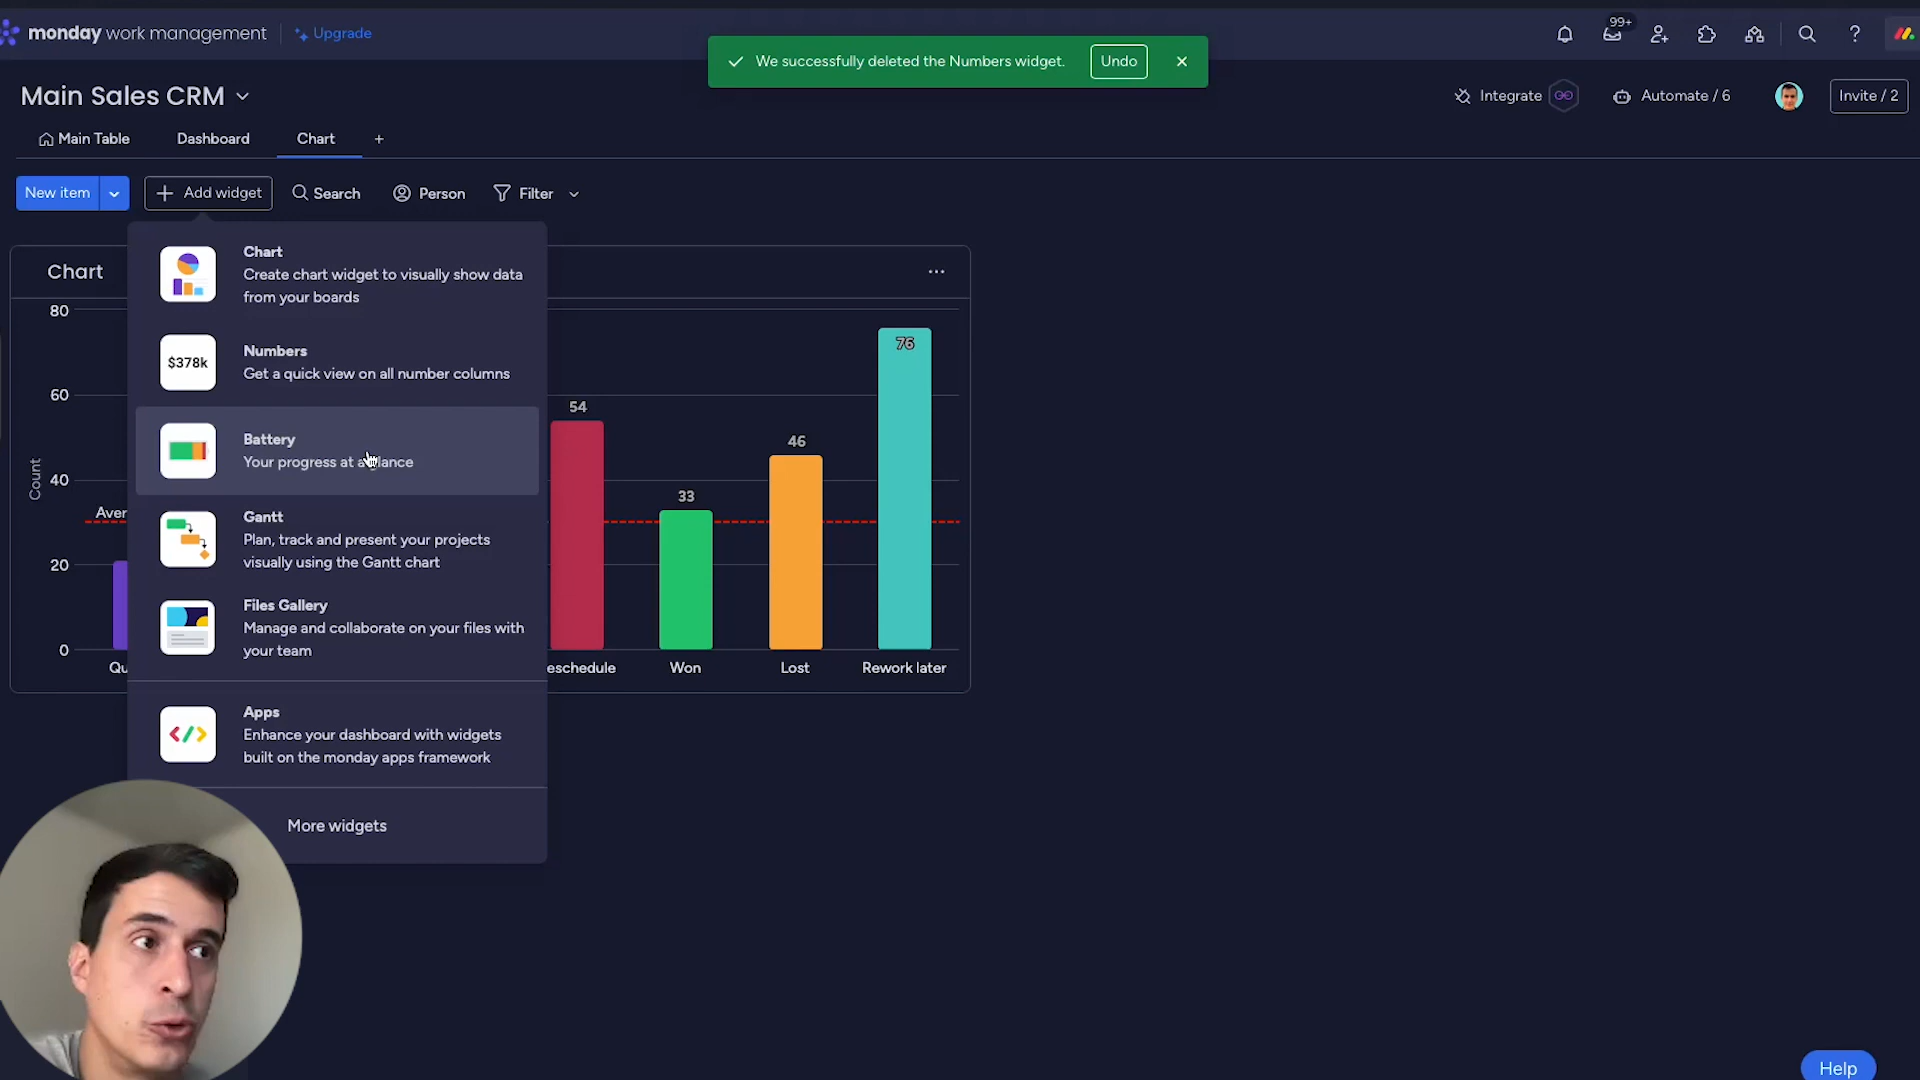 monday work management
Upgrade
We successfully deleted the Numbers widget.
Undo
99+
Main Sales CRM
Integrate
Automate / 6
Invite / 2
Main Table
Dashboard
Chart
New item
Add widget
Search
Person
Filter
Chart
Chart
Create chart widget to visually show data
from your boards
Numbers
Get a quick view on all number columns
$378k
Battery
Your progress at a glance
Gantt
Plan, track and present your projects
visually using the Gantt chart
Files Gallery
Manage and collaborate on your files with
your team
Apps
Enhance your dashboard with widgets
built on the monday apps framework
More widgets
Count
80
60
40
20
0
Aver
54
33
46
76
Qu
eschedule
Won
Lost
Rework later
Help